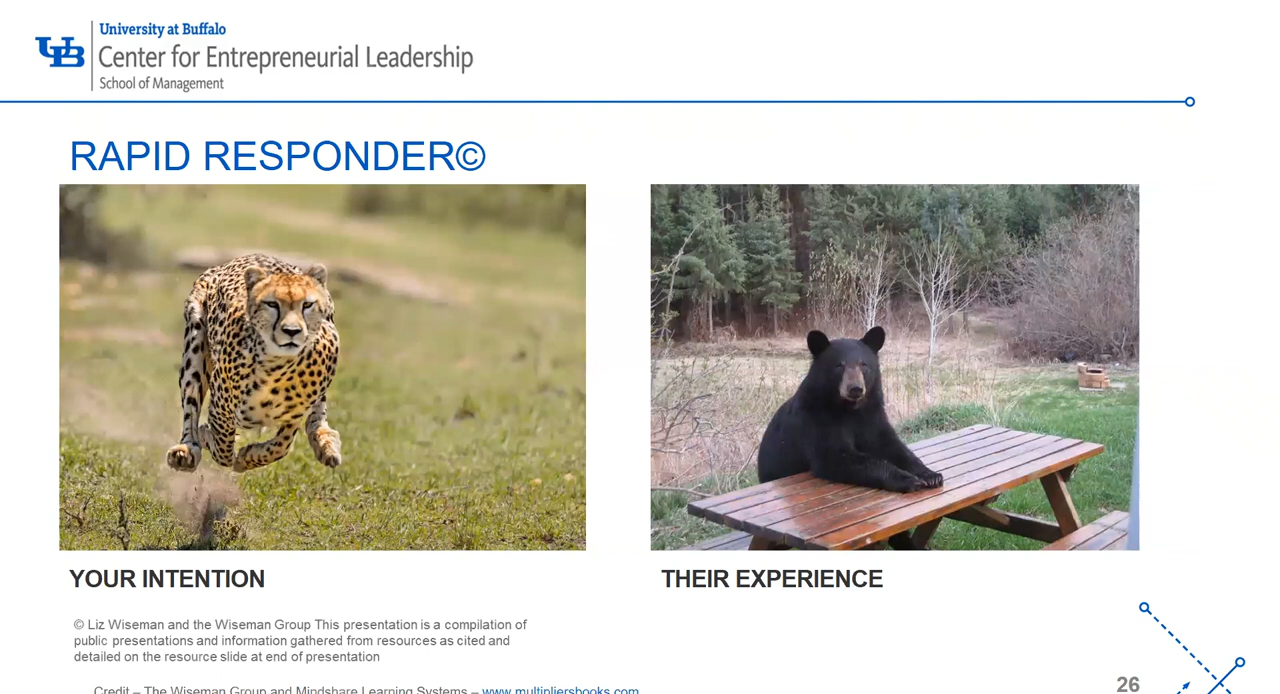 University at Buffalo
UB
Center for Entrepreneurial Leadership
School of Management
RAPID RESPONDER©
YOUR INTENTION
THEIR EXPERIENCE
© Liz Wiseman and the Wiseman Group This presentation is a compilation of
public presentations and information gathered from resources as cited and
detailed on the resource slide at end of presentation
Credit – The Wiseman Group and Mindshare Learning Systems – www.multipliersbooks.com
26